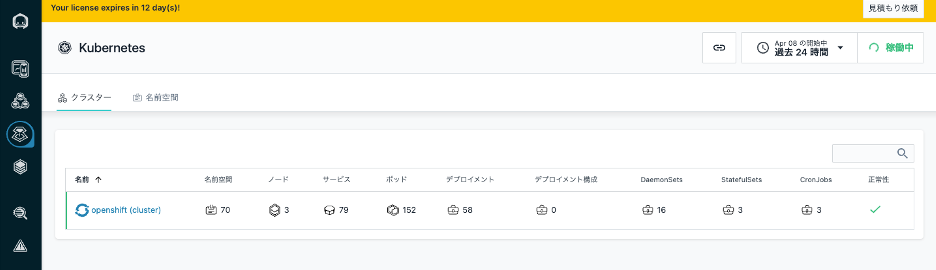 Your license expires in 12 day(s)!
見積もり依頼
Kubernetes
Apr 08 の開始中
過去 24 時間
稼働中
クラスター
名前空間
名前
名前空間
ノード
サービス
ポッド
デプロイメント
デプロイメント構成
DaemonSets
StatefulSets
CronJobs
正常性
openshift (cluster)
70
3
79
152
58
0
16
3
3